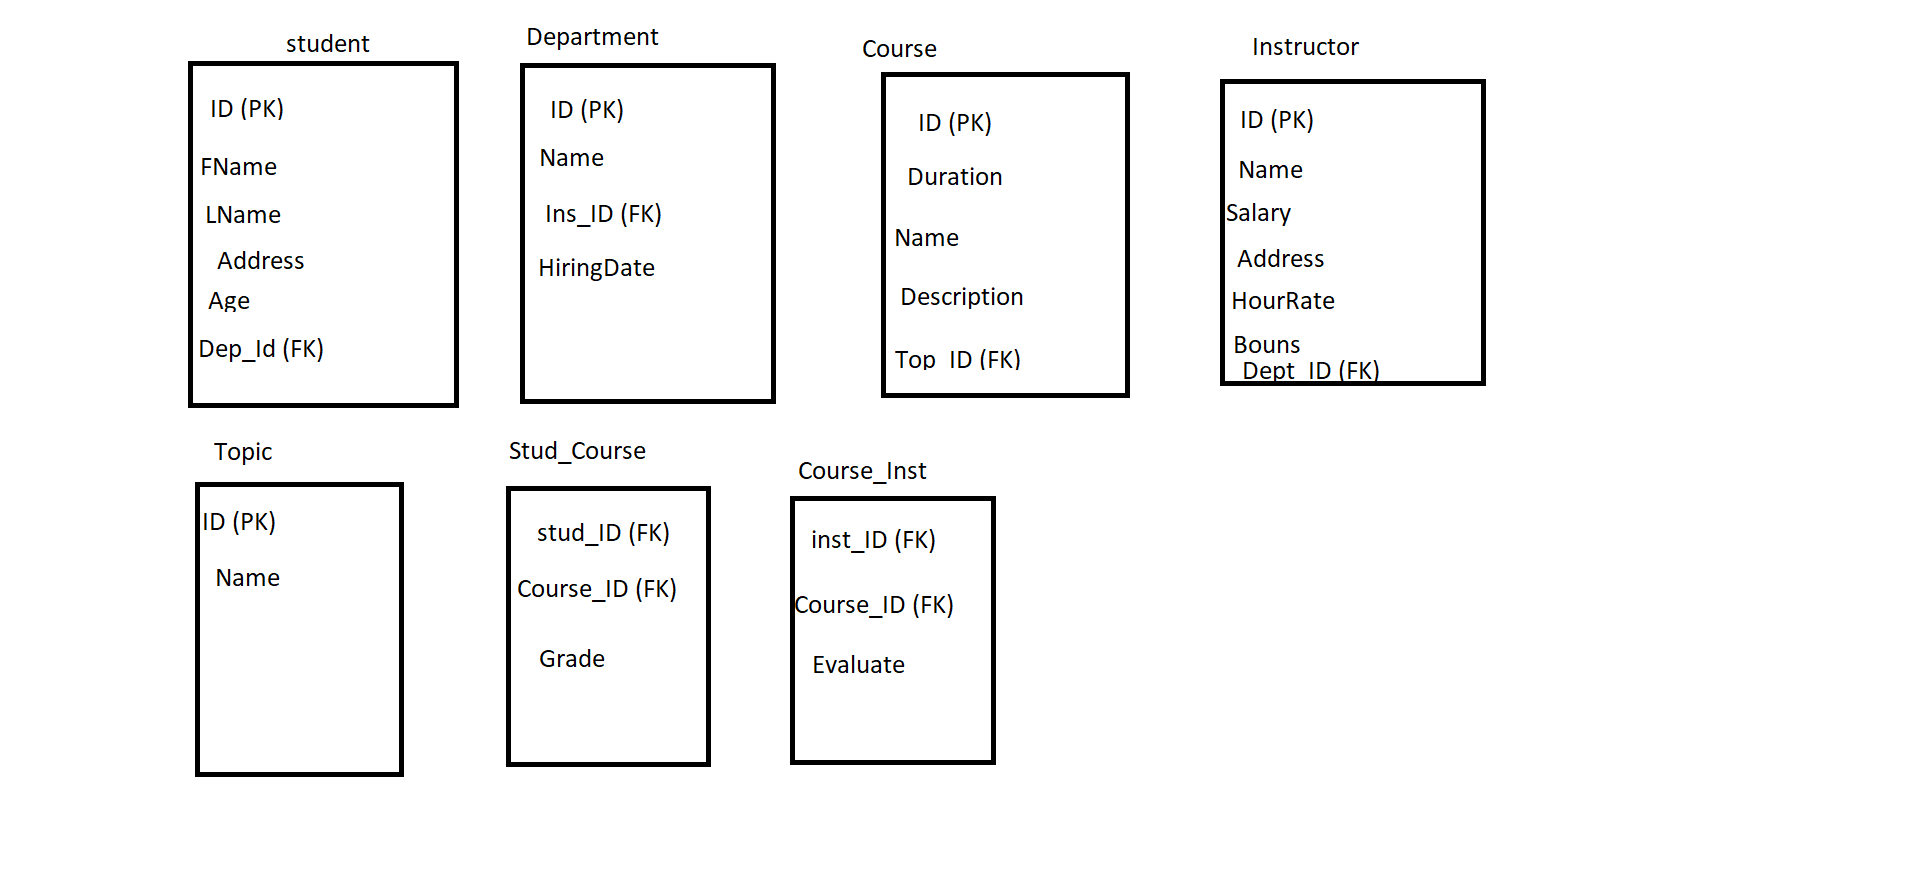 student
ID (PK)
FName
LName
Address
Age
Dep_Id (FK)
Department
ID (PK)
Name
Ins_ID (FK)
HiringDate
Course
ID (PK)
Duration
Name
Description
Top_ID (FK)
Instructor
ID (PK)
Name
Salary
Address
HourRate
Bouns
Dept_ID (FK)
Topic
ID (PK)
Name
Stud_Course
stud_ID (FK)
Course_ID (FK)
Grade
Course_Inst
inst_ID (FK)
Course_ID (FK)
Evaluate